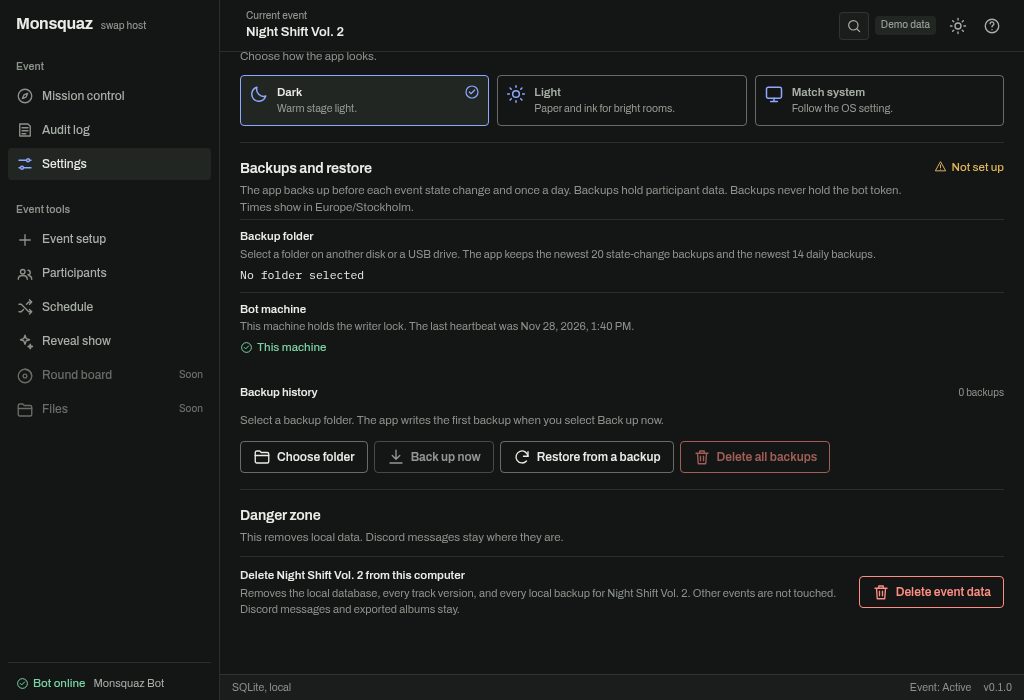 Monsquaz swap host
Event
Mission control
Audit log
Settings
Event tools
Event setup
Participants
Schedule
Reveal show
Round board Soon
Files Soon
Bot online Monsquaz Bot
Current event
Night Shift Vol. 2
Demo data
Choose how the app looks.
Dark
Warm stage light.
Light
Paper and ink for bright rooms.
Match system
Follow the OS setting.
Backups and restore
Not set up
The app backs up before each event state change and once a day. Backups hold participant data. Backups never hold the bot token.
Times show in Europe/Stockholm.
Backup folder
Select a folder on another disk or a USB drive. The app keeps the newest 20 state-change backups and the newest 14 daily backups.
No folder selected
Bot machine
This machine holds the writer lock. The last heartbeat was Nov 28, 2026, 1:40 PM.
This machine
Backup history
0 backups
Select a backup folder. The app writes the first backup when you select Back up now.
Choose folder
Back up now
Restore from a backup
Delete all backups
Danger zone
This removes local data. Discord messages stay where they are.
Delete Night Shift Vol. 2 from this computer
Removes the local database, every track version, and every local backup for Night Shift Vol. 2. Other events are not touched.
Discord messages and exported albums stay.
Delete event data
SQLite, local
Event: Active v0.1.0